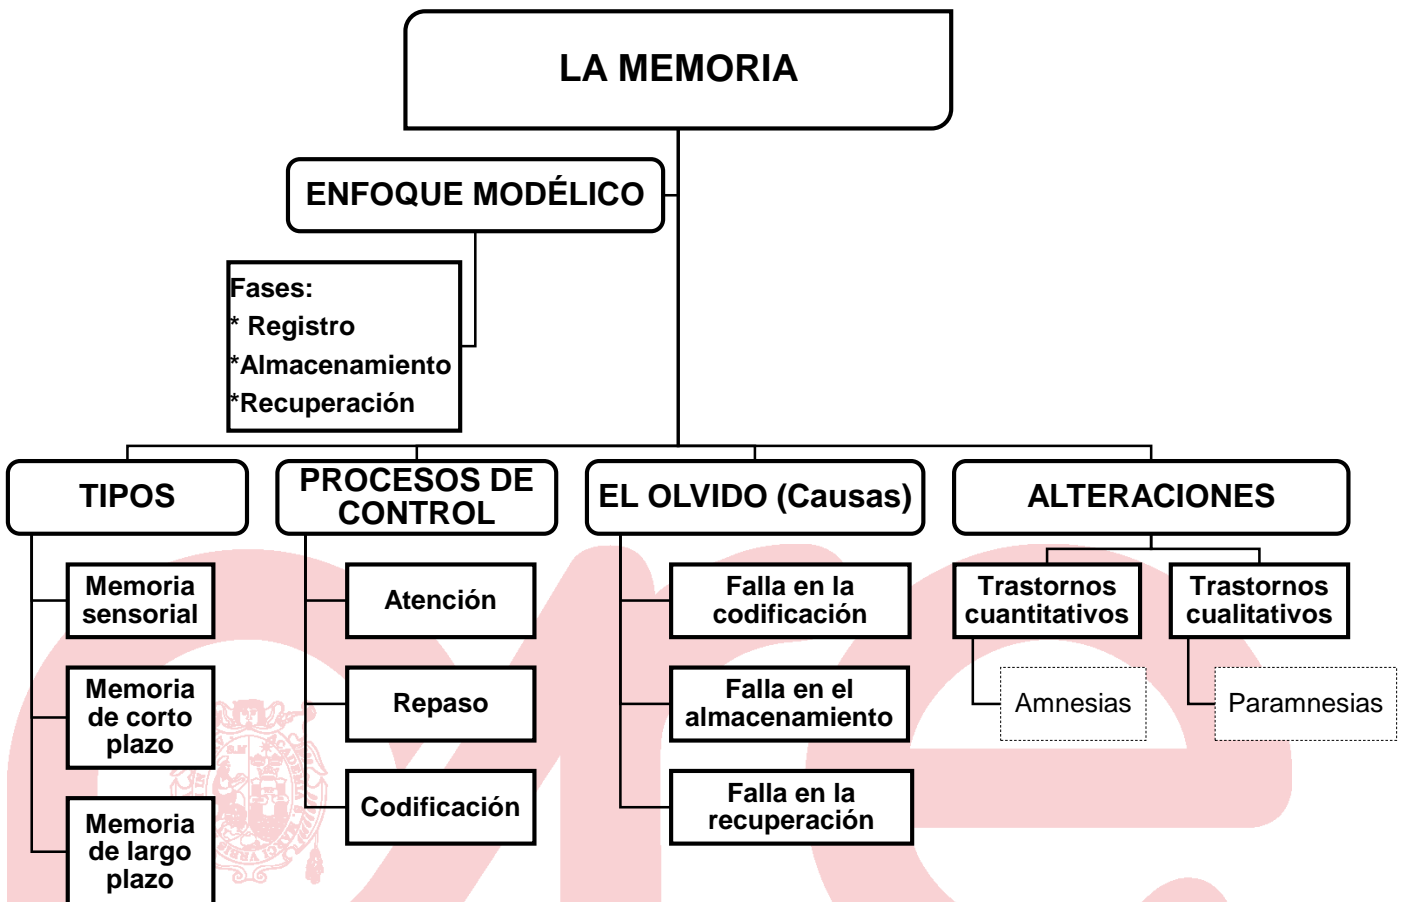 LA MEMORIA
ENFOQUE MODÉLICO
Fases:
* Registro
*Almacenamiento
*Recuperación
TIPOS
PROCESOS DE
CONTROL
EL OLVIDO (Causas)
ALTERACIONES
Memoria
sensorial
Memoria
de corto
plazo
Memoria
de largo
plazo
Atención
Repaso
Codificación
Falla en la
codificación
Falla en el
almacenamiento
Falla en la
recuperación
Trastornos
cuantitativos
Amnesias
Trastornos
cualitativos
Paramnesias